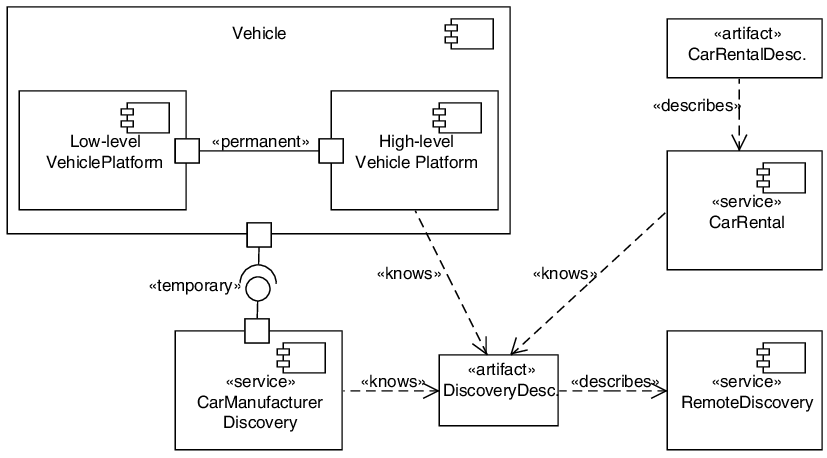 Vehicle
«artifact»
CarRentalDesc.
«describes»
Low-level
VehiclePlatform
«permanent»
High-level
Vehicle Platform
«service»
CarRental
«temporary»
«knows»
«knows»
«service»
CarManufacturer
Discovery
«knows»
«artifact»
DiscoveryDesc.
«describes»
«service»
RemoteDiscovery